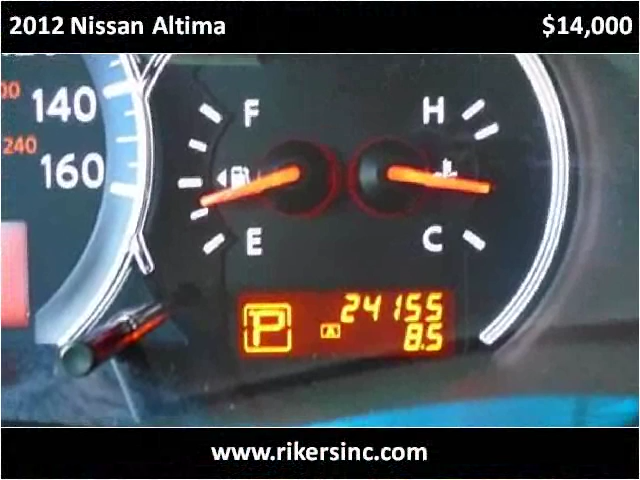 2012 Nissan Altima $14,000
140
240
160
F H
E C
P 24155
A 8.5
www.rikersinc.com